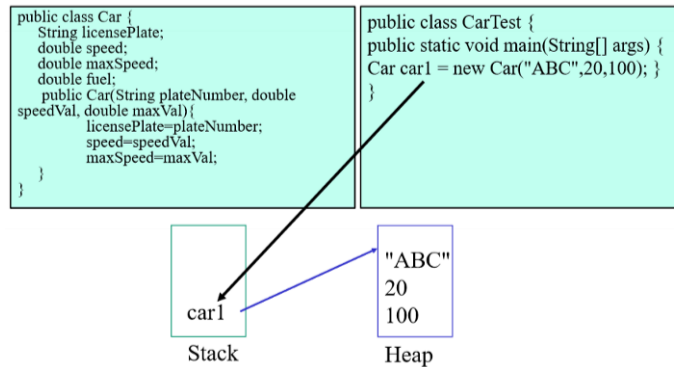 public class Car {
String licensePlate;
double speed;
double maxSpeed;
double fuel;
public Car(String plateNumber, double
speedVal, double maxVal){
licensePlate=plateNumber;
speed=speedVal;
maxSpeed=maxVal;
}
}
public class CarTest {
public static void main(String[] args) {
Car car1 = new Car("ABC",20,100); }
}
car1
Stack
"ABC"
20
100
Heap